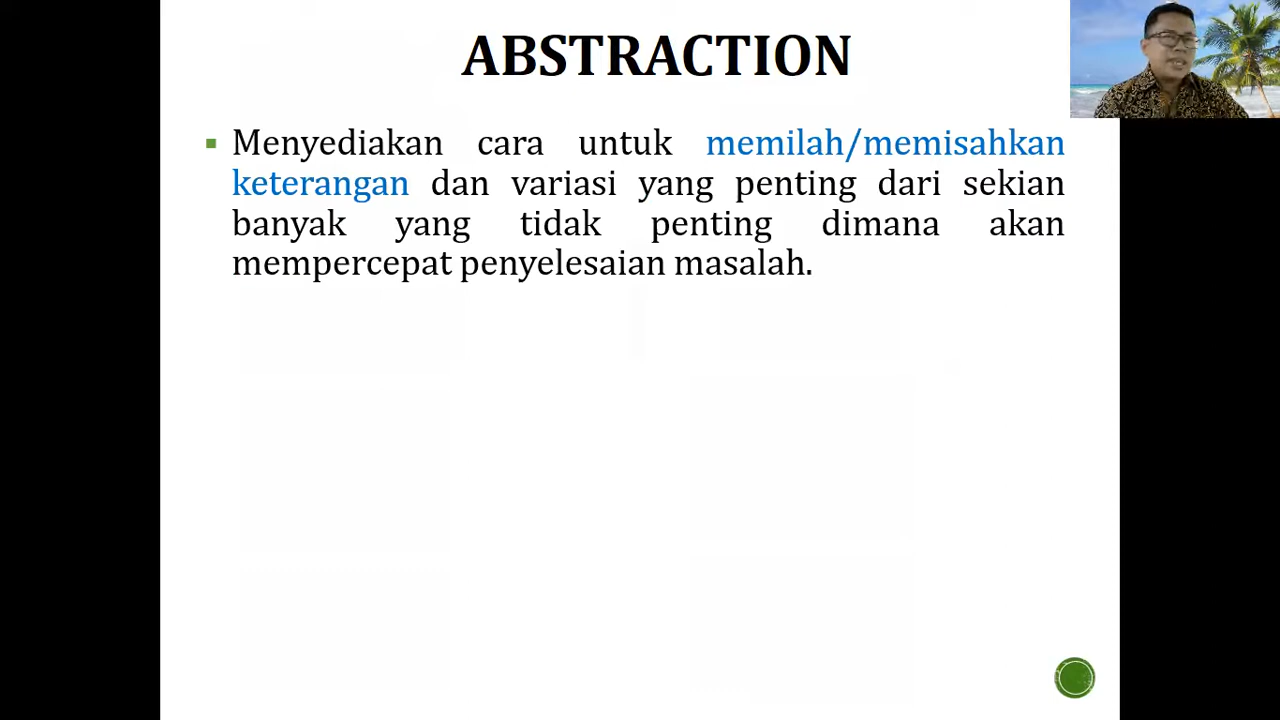 ABSTRACTION
Menyediakan cara untuk memilah/memisahkan
keterangan dan variasi yang penting dari sekian
banyak yang tidak penting dimana akan
mempercepat penyelesaian masalah.